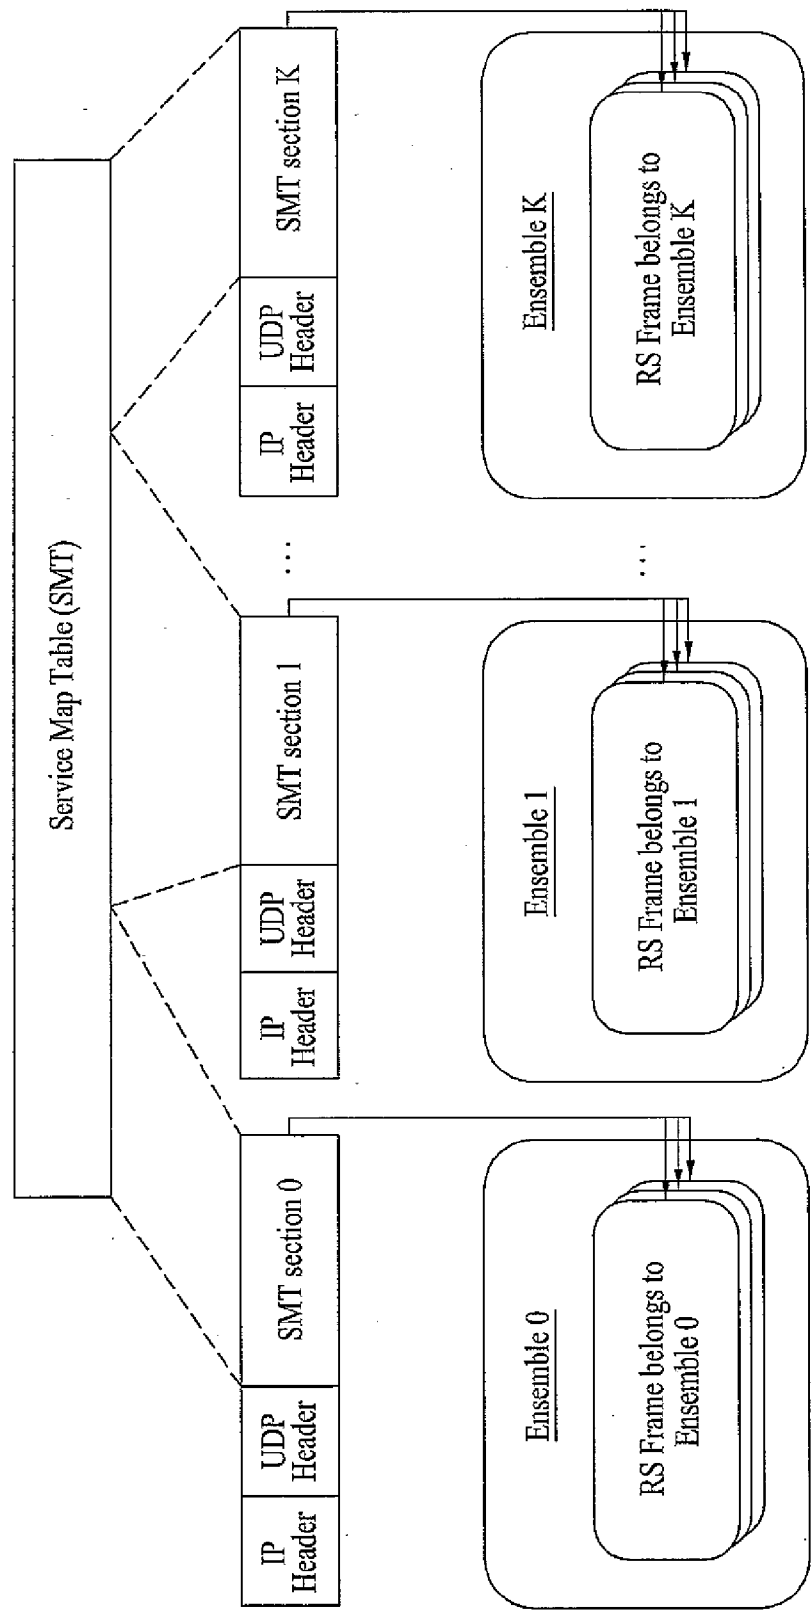 Service Map Table (SMT)
IP
Header
UDP
Header
SMT section 0
IP
Header
UDP
Header
SMT section 1
...
IP
Header
UDP
Header
SMT section K
Ensemble 0
RS Frame belongs to
Ensemble 0
Ensemble 1
RS Frame belongs to
Ensemble 1
...
Ensemble K
RS Frame belongs to
Ensemble K